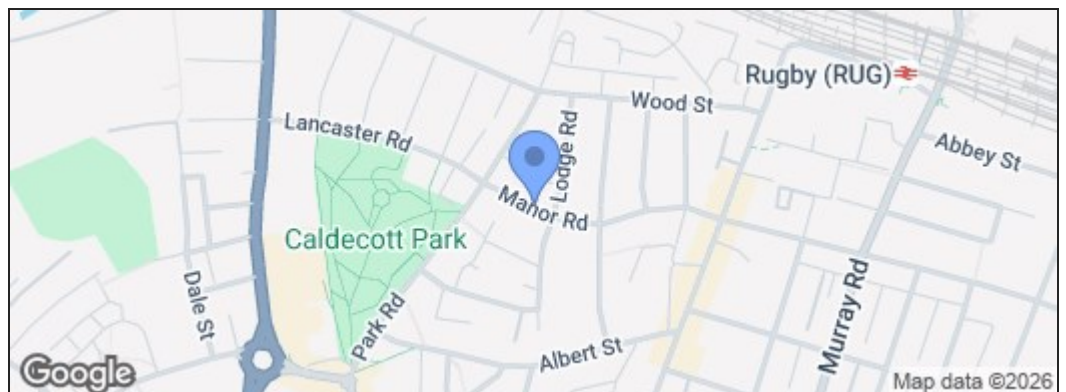 Rugby (RUG)
Wood St
Lancaster Rd
Lodge Rd
Abbey St
Manor Rd
Caldecott Park
Dale St
Park Rd
Murray Rd
Albert St
Google
Map data ©2026